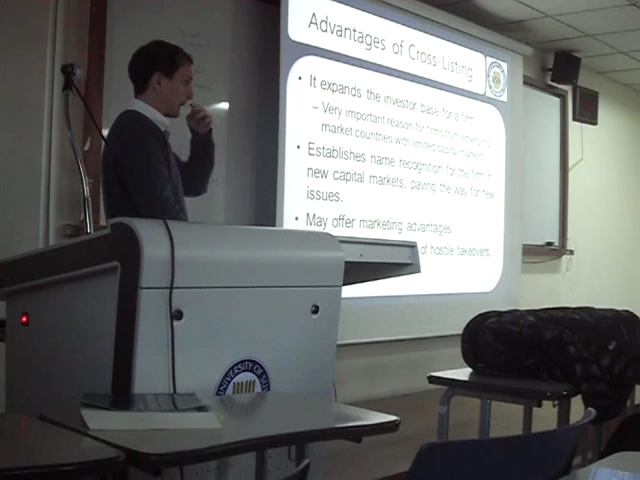 Advantages of Cross-Listing
• It expands the investor base for a firm.
– Very important reason for firms from emerging
market countries with limited capital markets.
• Establishes name recognition for the firm in
new capital markets, paving the way for new
issues.
• May offer marketing advantages
of hostile takeovers.
UNIVERSITY OF